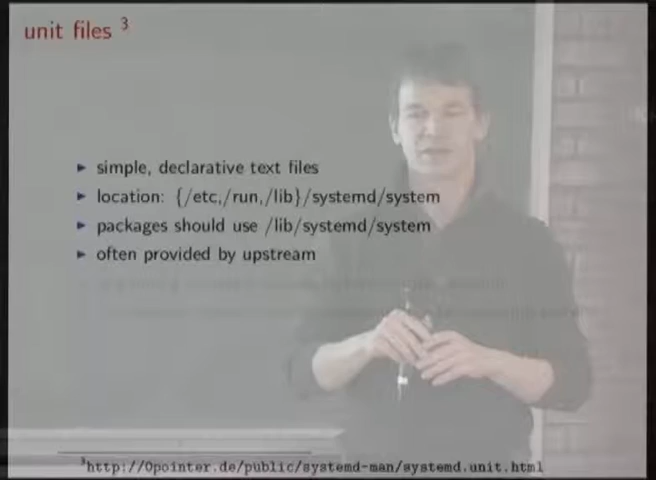 unit files 3
▶ simple, declarative text files
▶ location: {/etc,/run,/lib}/systemd/system
▶ packages should use /lib/systemd/system
▶ often provided by upstream
3http://0pointer.de/public/systemd-man/systemd.unit.html